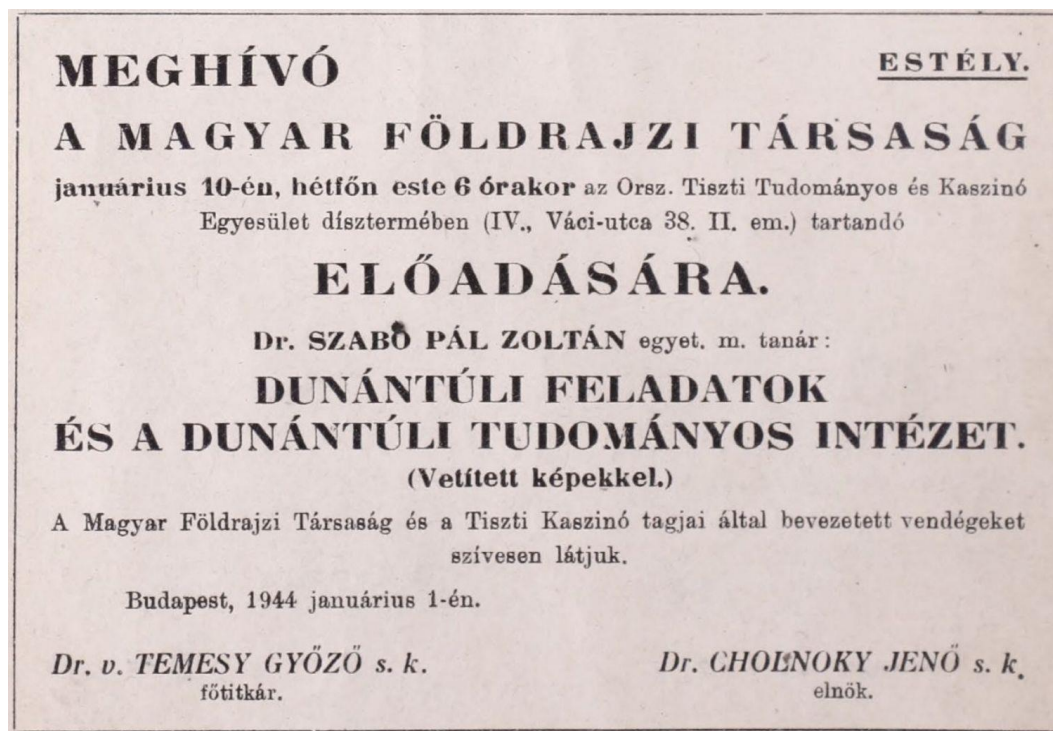 MEGHÍVÓ
ESTÉLY.
A MAGYAR FÖLDRAJZI TÁRSASÁG
január​ius 10-én, hétfőn este 6 órakor az Orsz. Tiszti Tudományos és Kaszinó
Egyesület dísztermében (IV., Váci-utca 38. II. em.) tartandó
ELŐADÁSÁRA.
Dr. SZABÓ PÁL ZOLTÁN egyet. m. tanár:
DUNÁNTÚLI FELADATOK
ÉS A DUNÁNTÚLI TUDOMÁNYOS INTÉZET.
(Vetített képekkel.)
A Magyar Földrajzi Társaság és a Tiszti Kaszinó tagjai által bevezetett vendégeket
szívesen látjuk.
Budapest, 1944 január​ius 1-én.
Dr. v. TEMESY GYŐZŐ s. k.
főtitkár.
Dr. CHOLNOKY JENŐ s. k.
elnök.